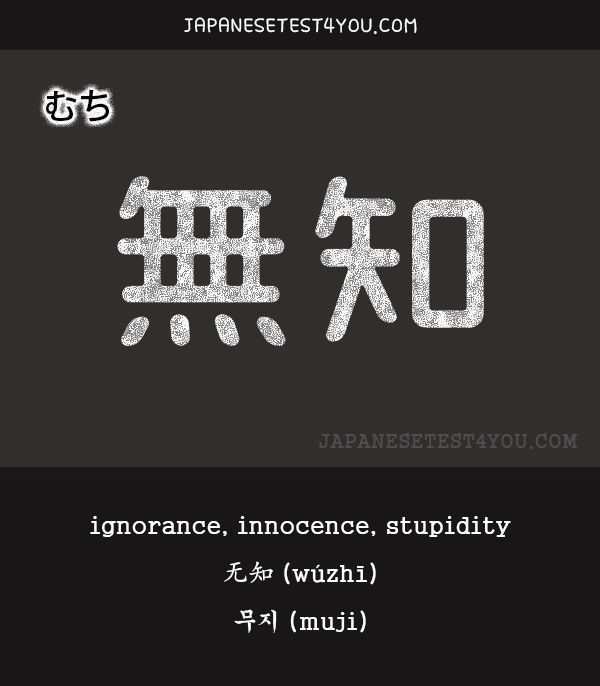 JAPANESETEST4YOU.COM
むち
無知
JAPANESETEST4YOU.COM
ignorance, innocence, stupidity
无知 (wúzhī)
무지 (muji)